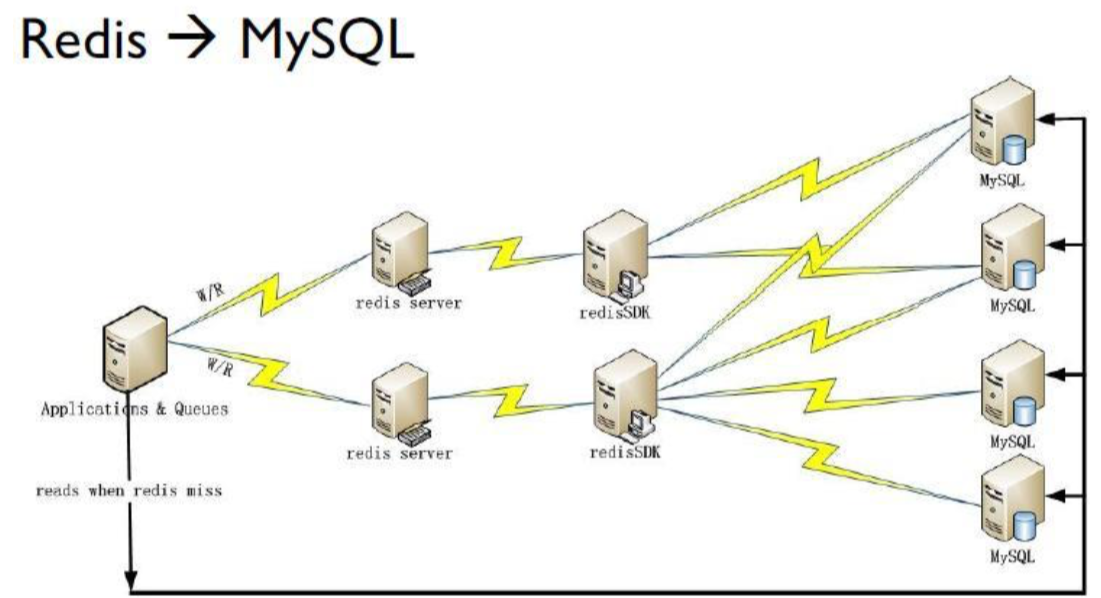 Redis → MySQL
MySQL
W/R
redis server
redisSDK
MySQL
W/R
Applications & Queues
redis server
redisSDK
MySQL
reads when redis miss
MySQL